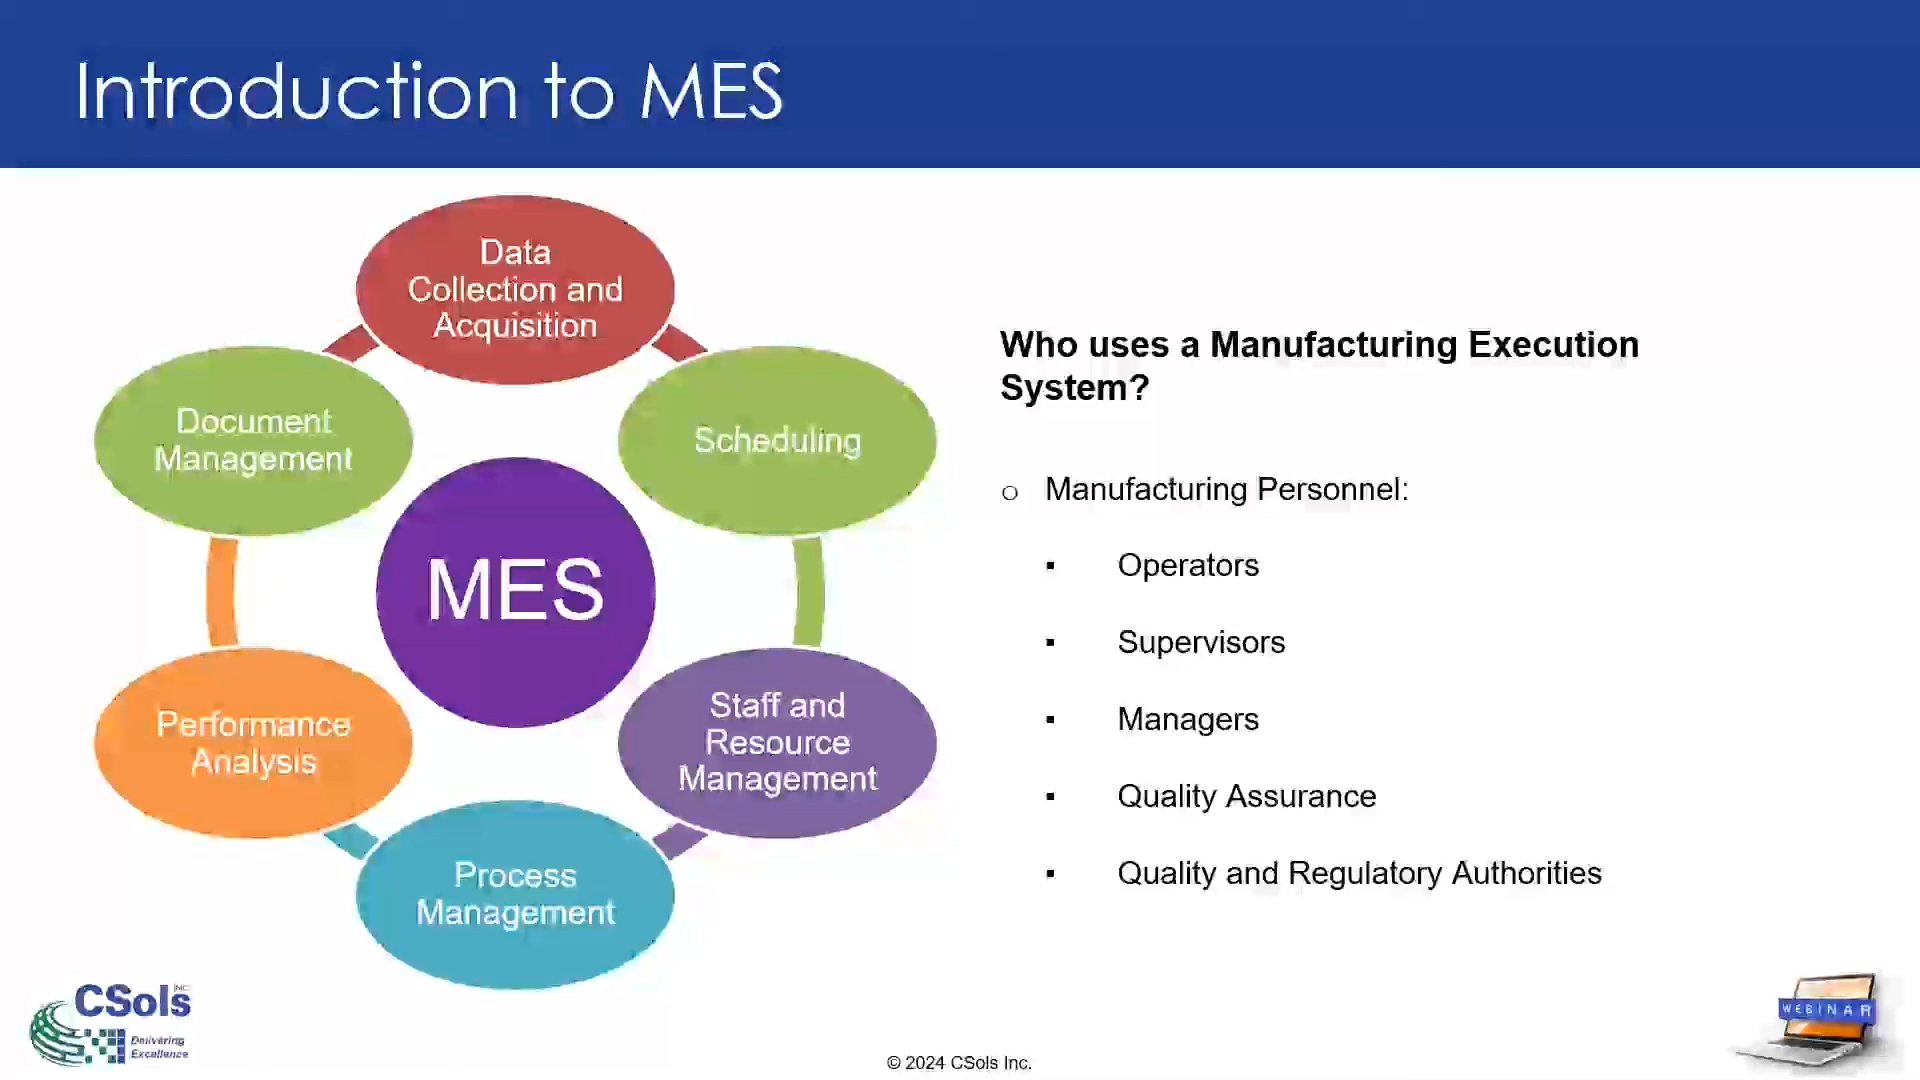 Introduction to MES
Data
Collection and
Acquisition
Document
Management
Scheduling
MES
Performance
Analysis
Staff and
Resource
Management
Process
Management
Who uses a Manufacturing Execution
System?
o Manufacturing Personnel:
▪ Operators
▪ Supervisors
▪ Managers
▪ Quality Assurance
▪ Quality and Regulatory Authorities
CSols INC
Delivering
Excellence
© 2024 CSols Inc.
WEBINAR